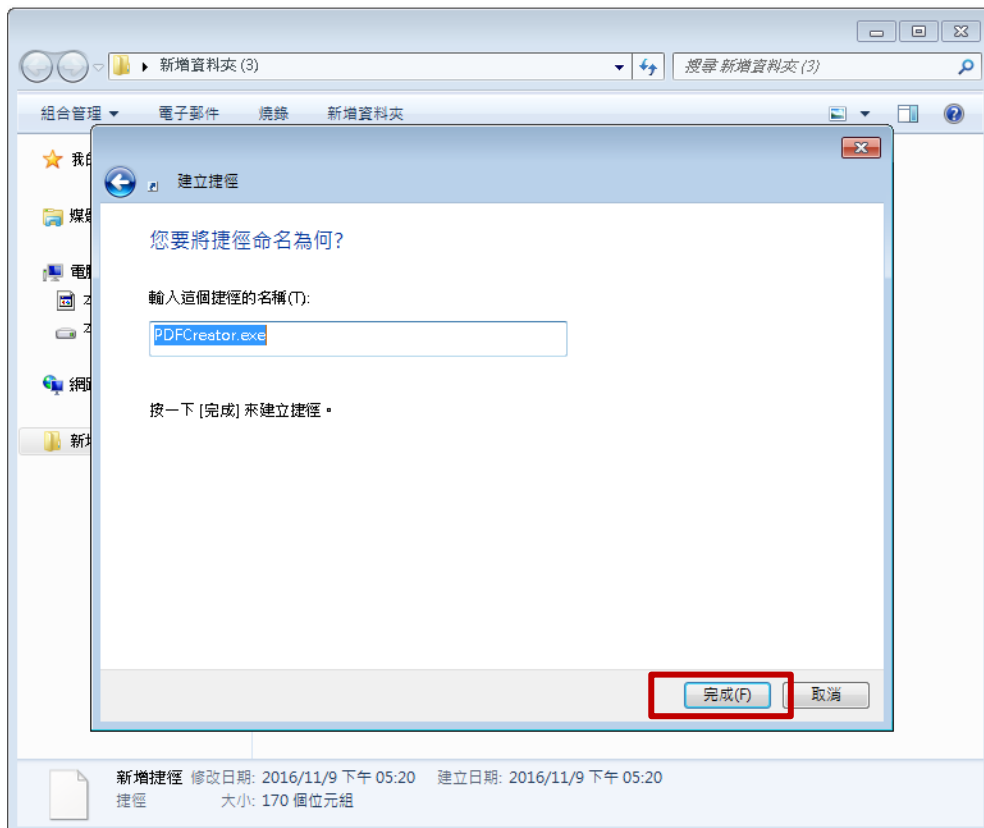 新增資料夾 (3)
搜尋 新增資料夾 (3)
組合管理 電子郵件 燒錄 新增資料夾
我的
建立捷徑
媒體
您要將捷徑命名為何?
電腦
輸入這個捷徑的名稱(T):
PDFCreator.exe
網路
按一下 [完成] 來建立捷徑。
新增
完成(F) 取消
新增捷徑 修改日期: 2016/11/9 下午 05:20 建立日期: 2016/11/9 下午 05:20
捷徑 大小: 170 個位元組